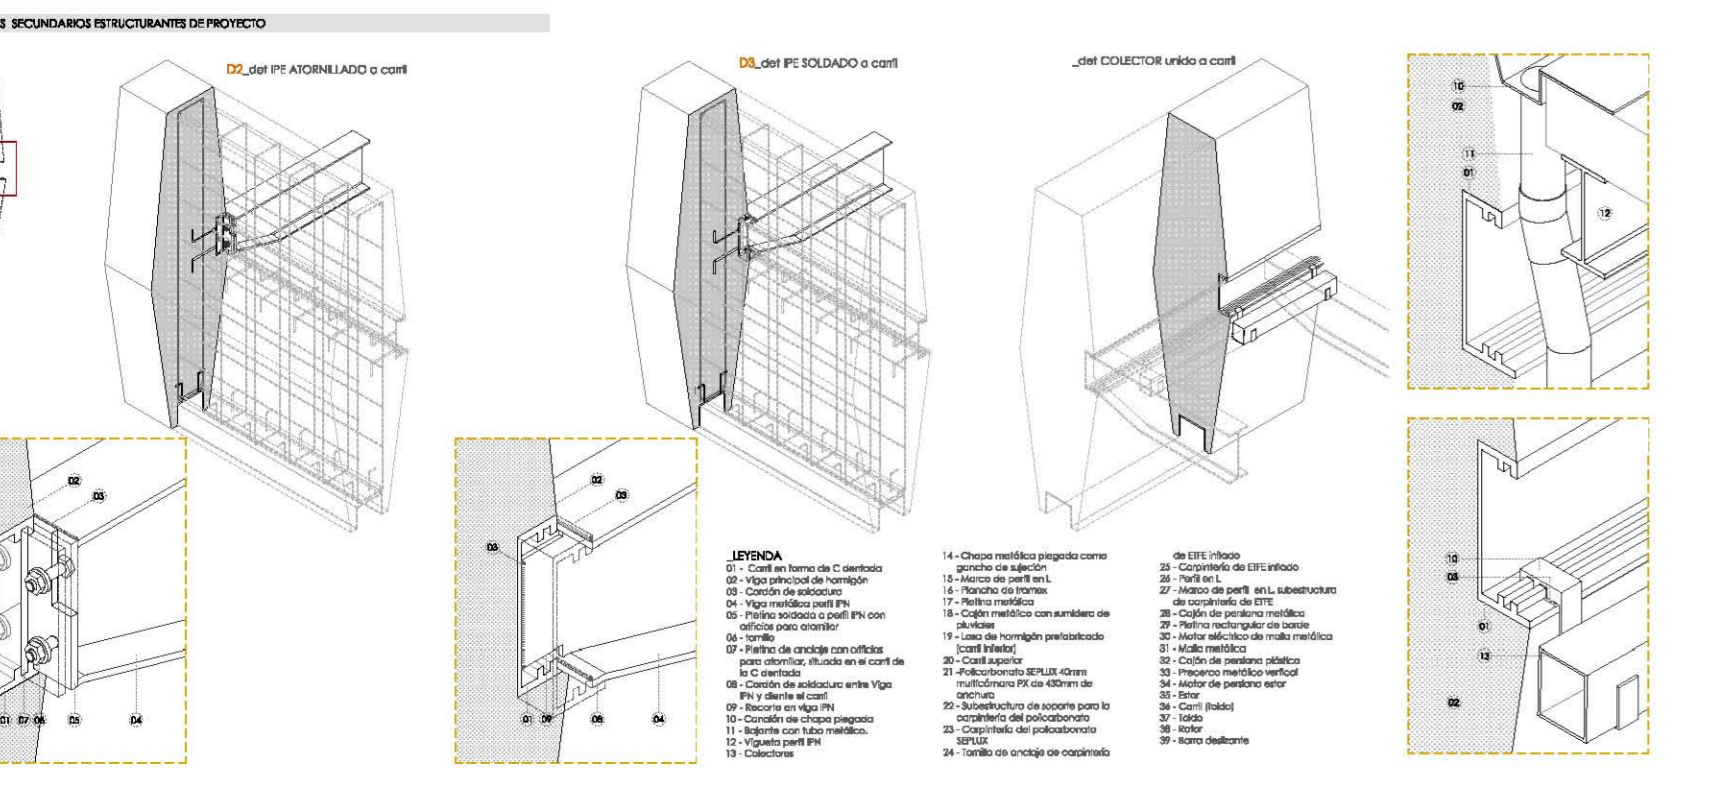 S SECUNDARIOS ESTRUCTURANTES DE PROYECTO
D2_det IPE ATORNILLADO a carril
D3_det IPE SOLDADO a carril
_det COLECTOR unido a carril
10
02
11
01
12
02
03
01
07
06
05
04
02
03
03
01
09
08
04
10
03
01
13
02
_LEYENDA
01 - Carril en forma de C dentada
02 - Viga principal de hormigón
03 - Cordón de soldadura
04 - Viga metálica perfil IPN
05 - Pletina soldada a perfil IPN con
orificios para atornillar
06 - tornillo
07 - Pletina de anclaje con orificios
para atornillar, situada en el carril de
la C dentada
08 - Cordón de soldadura entre Viga
IPN y diente el carril
09 - Recorte en viga IPN
10 - Canalón de chapa plegada
11 - Bajante con tubo metálico.
12 - Vigueta perfil IPN
13 - Colectores
14 - Chapa metálica plegada como
gancho de sujeción
15 - Marco de perfil en L
16 - Plancha de tramex
17 - Pletina metálica
18 - Cajón metálico con sumidero de
pluviales
19 - Losa de hormigón prefabricado
(carril inferior)
20 - Carril superior
21 -Policarbonato SEPLUX 40mm
multicámara PX de 430mm de
anchura
22 - Subestructura de soporte para la
carpintería del policarbonato
23 - Carpintería del policarbonato
SEPLUX
24 - Tornillo de anclaje de carpintería
de ETFE inflado
25 - Carpintería de ETFE inflado
26 - Perfil en L
27 - Marco de perfil en L, subestructura
de carpintería de ETFE
28 - Cajón de persiana metálica
29 - Pletina rectangular de borde
30 - Motor eléctrico de malla metálica
31 - Malla metálica
32 - Cajón de persiana plástica
33 - Precerco metálico vertical
34 - Motor de persiana estor
35 - Estor
36 - Carril (toldo)
37 - Toldo
38 - Rotor
39 - Barra deslizante